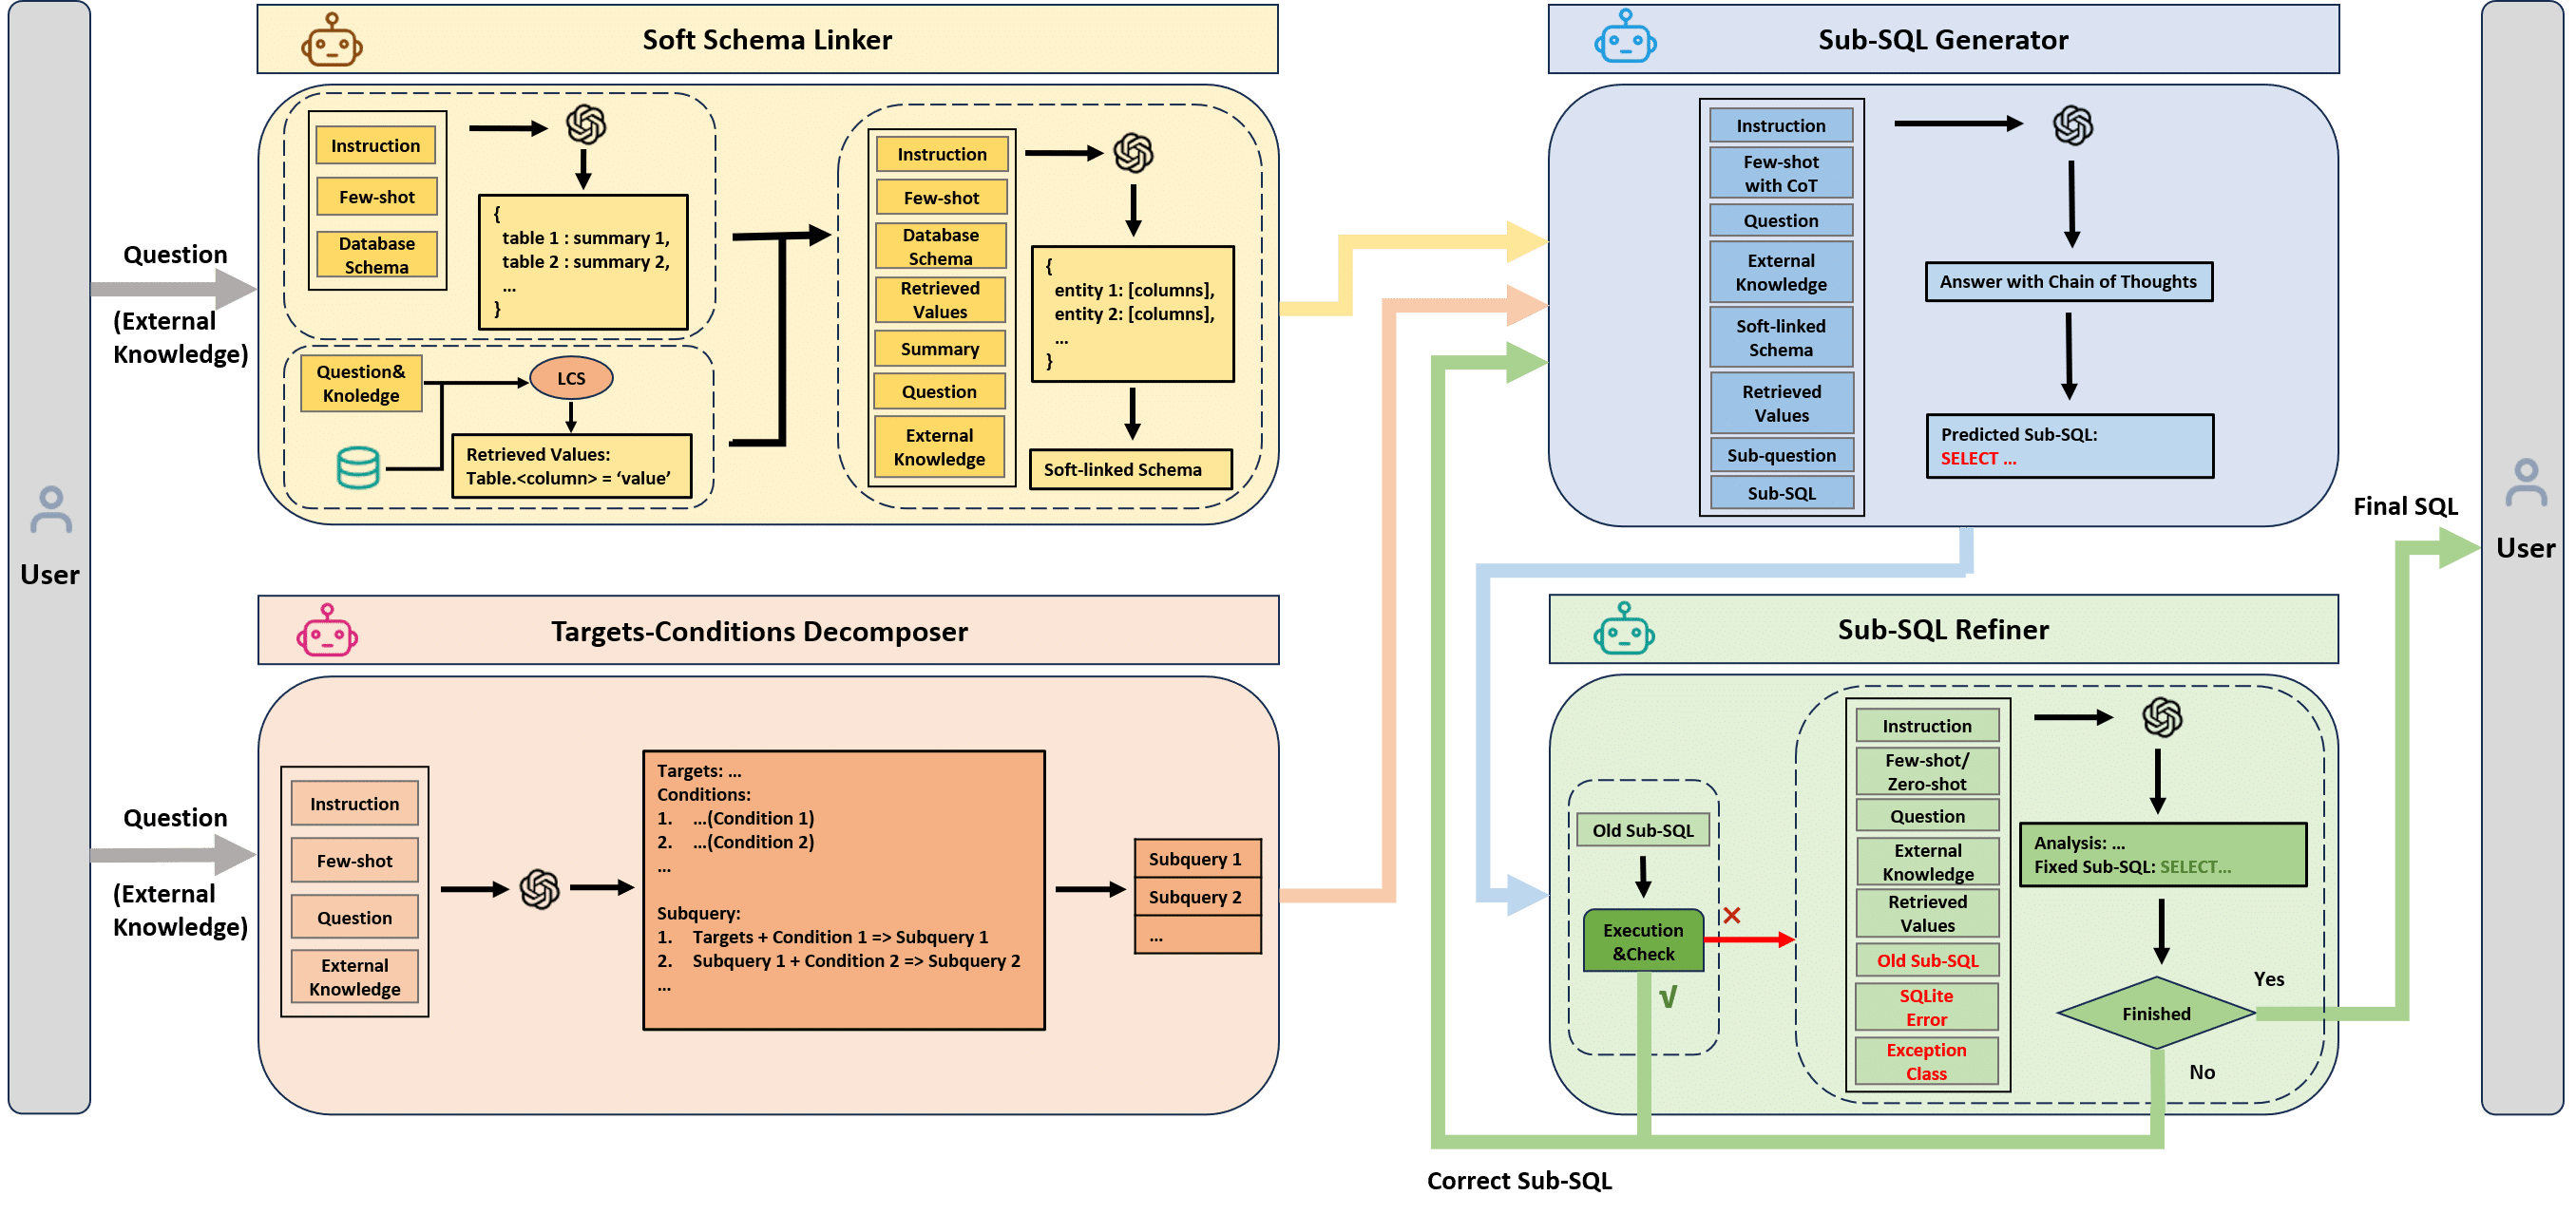 User
Question
(External
Knowledge)
Question
(External
Knowledge)
Soft Schema Linker
Instruction
Few-shot
Database
Schema
{
table 1 : summary 1,
table 2 : summary 2,
...
}
Question&
Knoledge
LCS
Retrieved Values:
Table.<column> = ‘value’
Instruction
Few-shot
Database
Schema
Retrieved
Values
Summary
Question
External
Knowledge
{
entity 1: [columns],
entity 2: [columns],
...
}
Soft-linked Schema
Targets-Conditions Decomposer
Instruction
Few-shot
Question
External
Knowledge
Targets: ...
Conditions:
1. ...(Condition 1)
2. ...(Condition 2)
...
Subquery:
1. Targets + Condition 1 => Subquery 1
2. Subquery 1 + Condition 2 => Subquery 2
...
Subquery 1
Subquery 2
...
Sub-SQL Generator
Instruction
Few-shot
with CoT
Question
External
Knowledge
Soft-linked
Schema
Retrieved
Values
Sub-question
Sub-SQL
Answer with Chain of Thoughts
Predicted Sub-SQL:
SELECT ...
Sub-SQL Refiner
Old Sub-SQL
Execution
&Check
×
√
Instruction
Few-shot/
Zero-shot
Question
External
Knowledge
Retrieved
Values
Old Sub-SQL
SQLite
Error
Exception
Class
Analysis: ...
Fixed Sub-SQL: SELECT...
Finished
Yes
No
Correct Sub-SQL
Final SQL
User